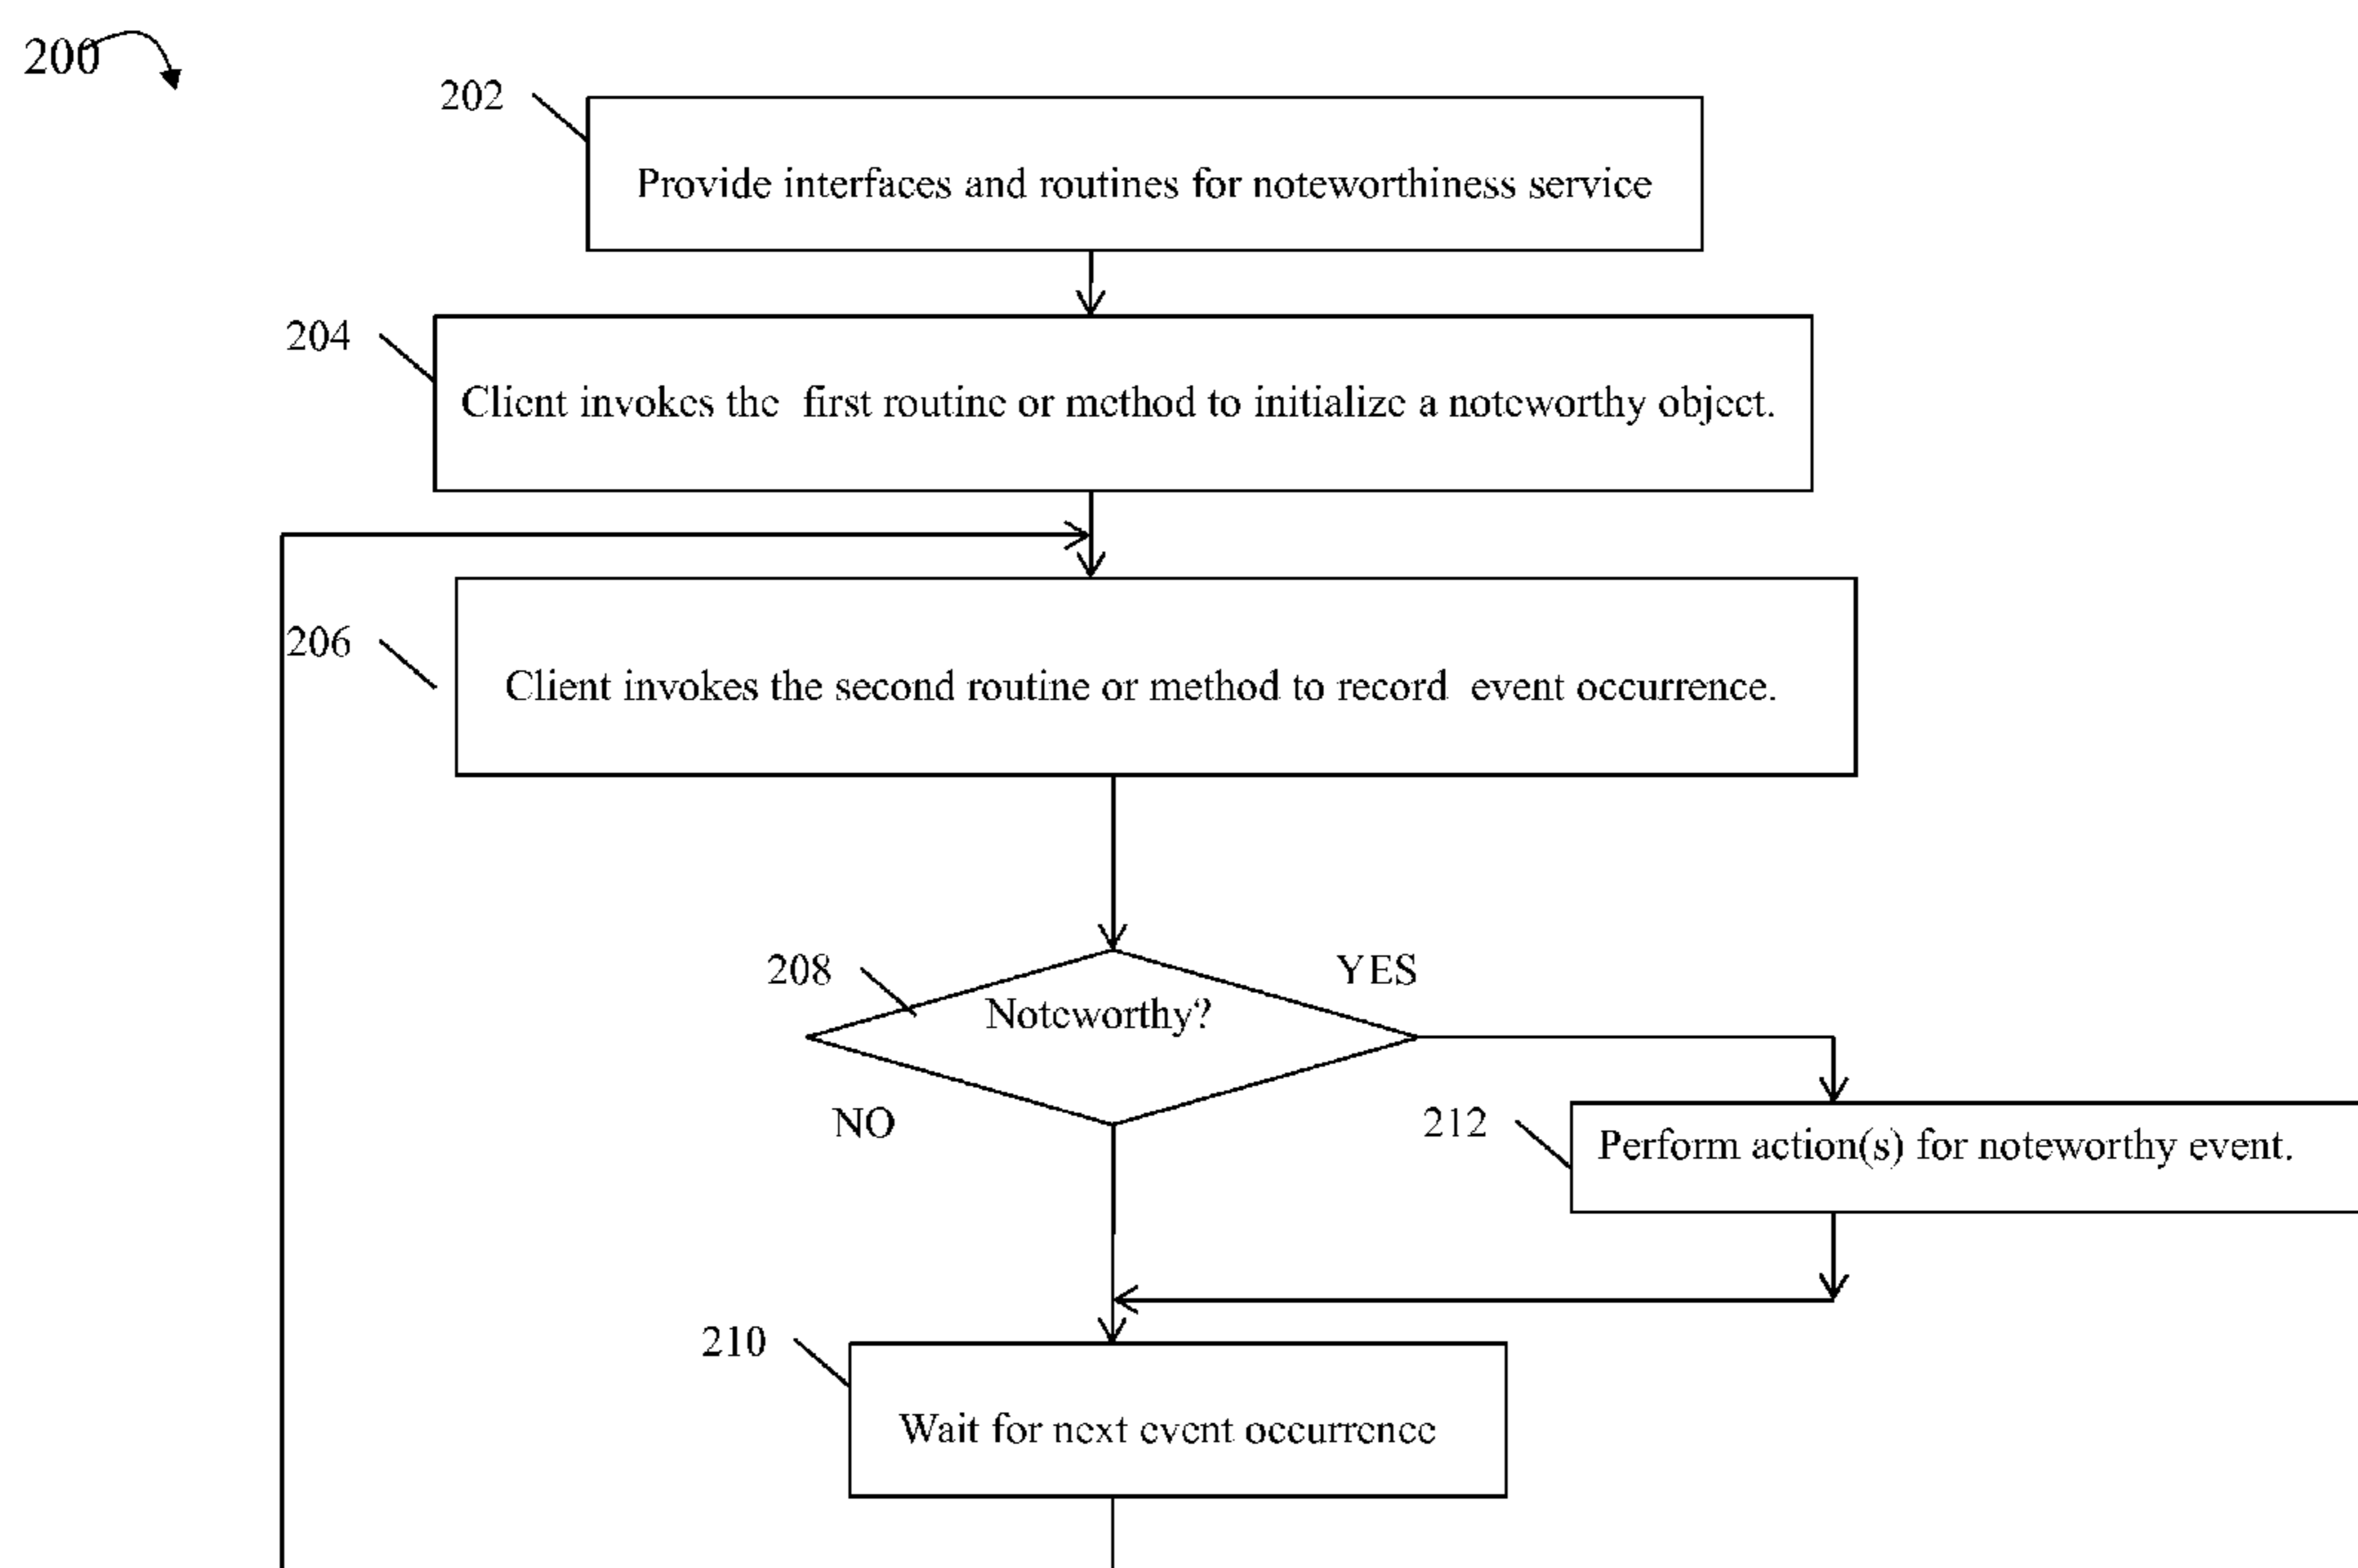 200
202
Provide interfaces and routines for noteworthiness service
204
Client invokes the first routine or method to initialize a noteworthy object.
206
Client invokes the second routine or method to record event occurrence.
208
YES
Noteworthy?
NO
212
Perform action(s) for noteworthy event.
210
Wait for next event occurrence